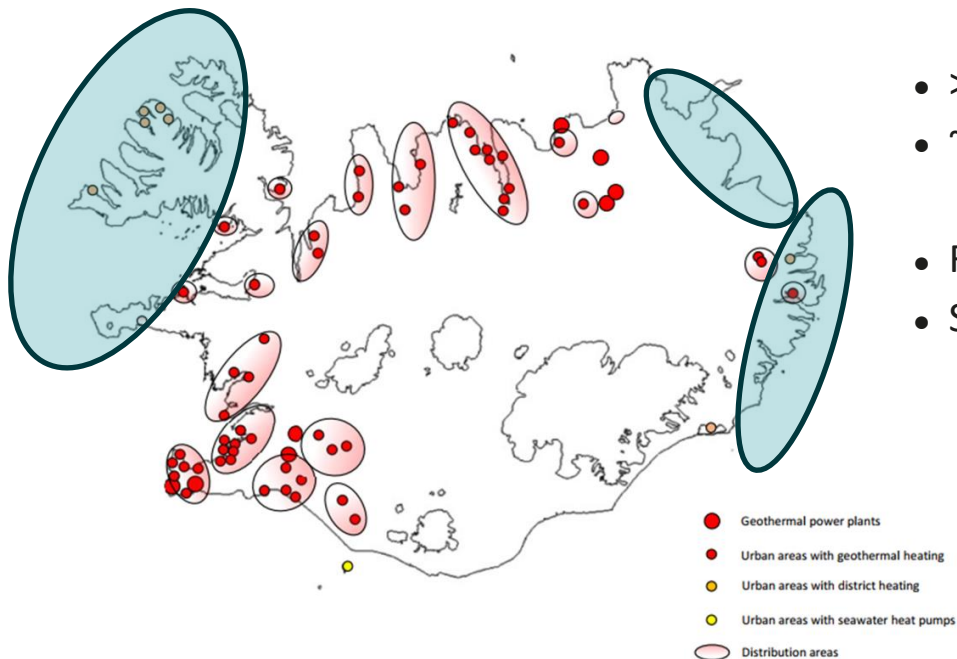 • >
• ~
• F
• S
Geothermal power plants
Urban areas with geothermal heating
Urban areas with district heating
Urban areas with seawater heat pumps
Distribution areas